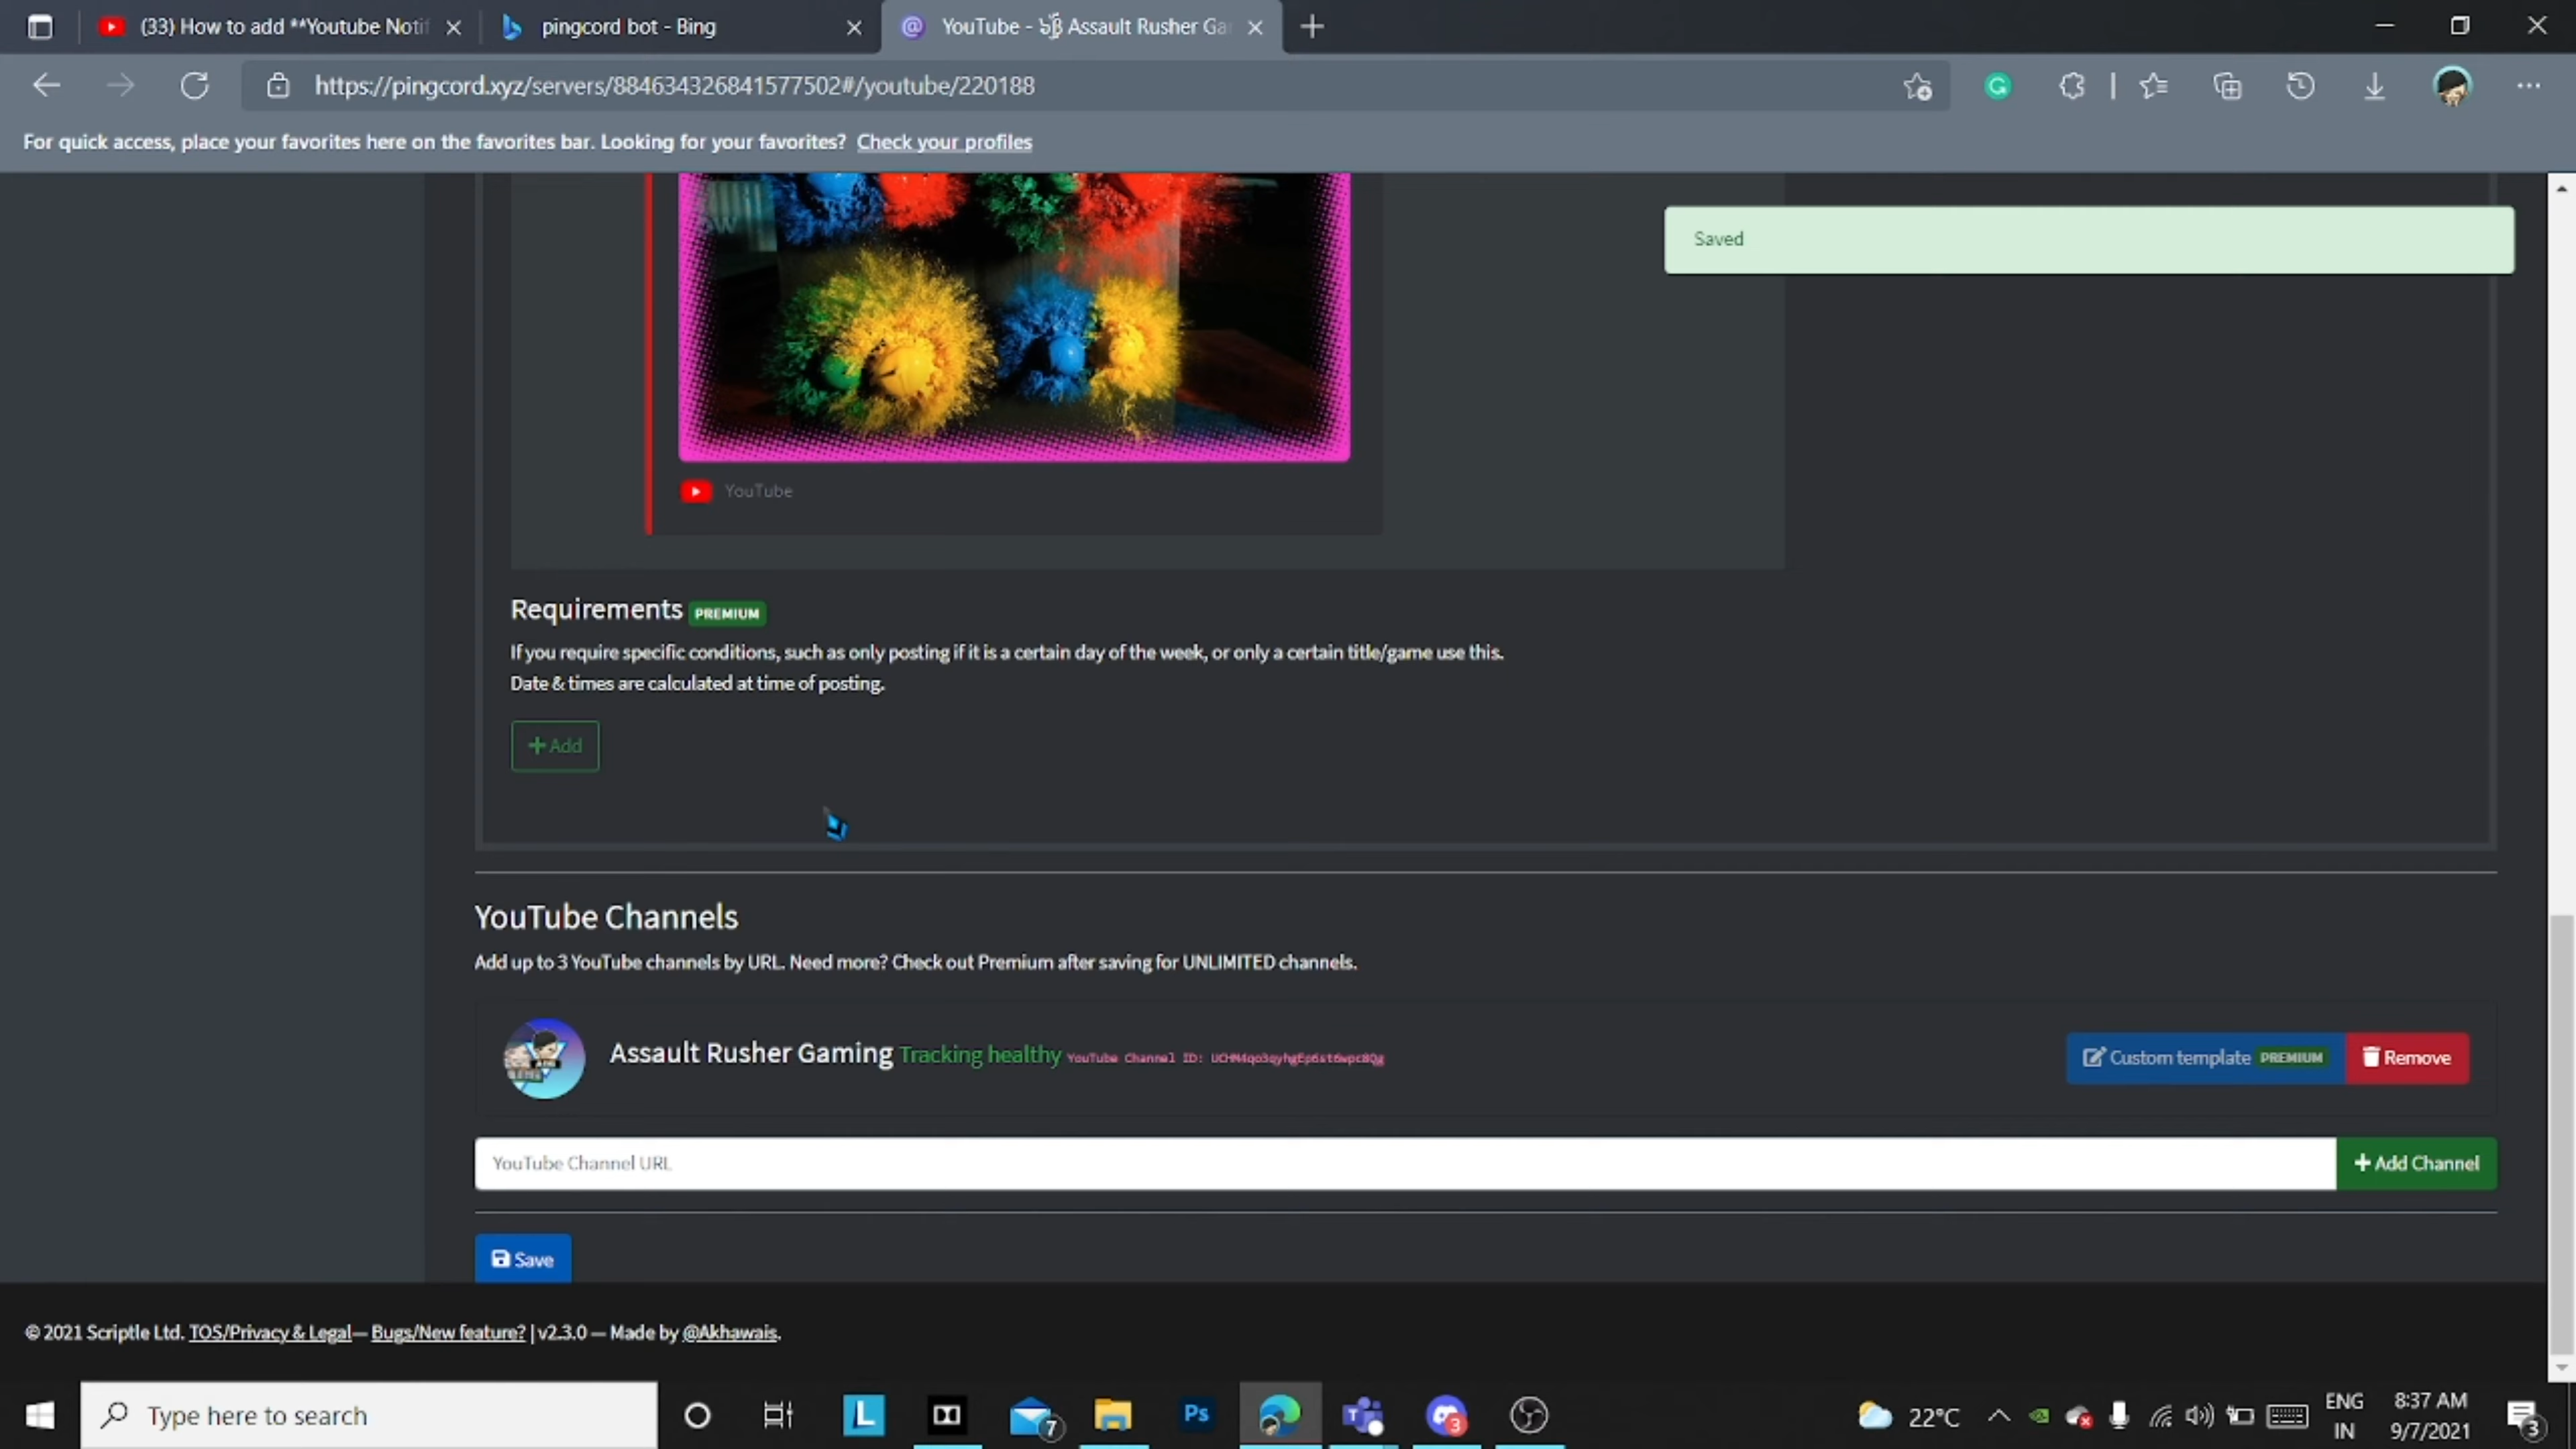 (33) How to add **Youtube Notif
pingcord bot - Bing
YouTube - Assault Rusher Ga
https://pingcord.xyz/servers/884634326841577502#/youtube/220188
For quick access, place your favorites here on the favorites bar. Looking for your favorites? Check your profiles
Saved
YouTube
Requirements PREMIUM
If you require specific conditions, such as only posting if it is a certain day of the week, or only a certain title/game use this.
Date & times are calculated at time of posting.
+ Add
YouTube Channels
Add up to 3 YouTube channels by URL. Need more? Check out Premium after saving for UNLIMITED channels.
Assault Rusher Gaming Tracking healthy YouTube Channel ID:
Custom template PREMIUM
Remove
YouTube Channel URL
+ Add Channel
Save
© 2021 Scriptle Ltd. TOS/Privacy & Legal— Bugs/New feature? | v2.3.0 — Made by @Akhawais.
Type here to search
L
7
Ps
T
3
22°C
ENG
IN
8:37 AM
9/7/2021
3